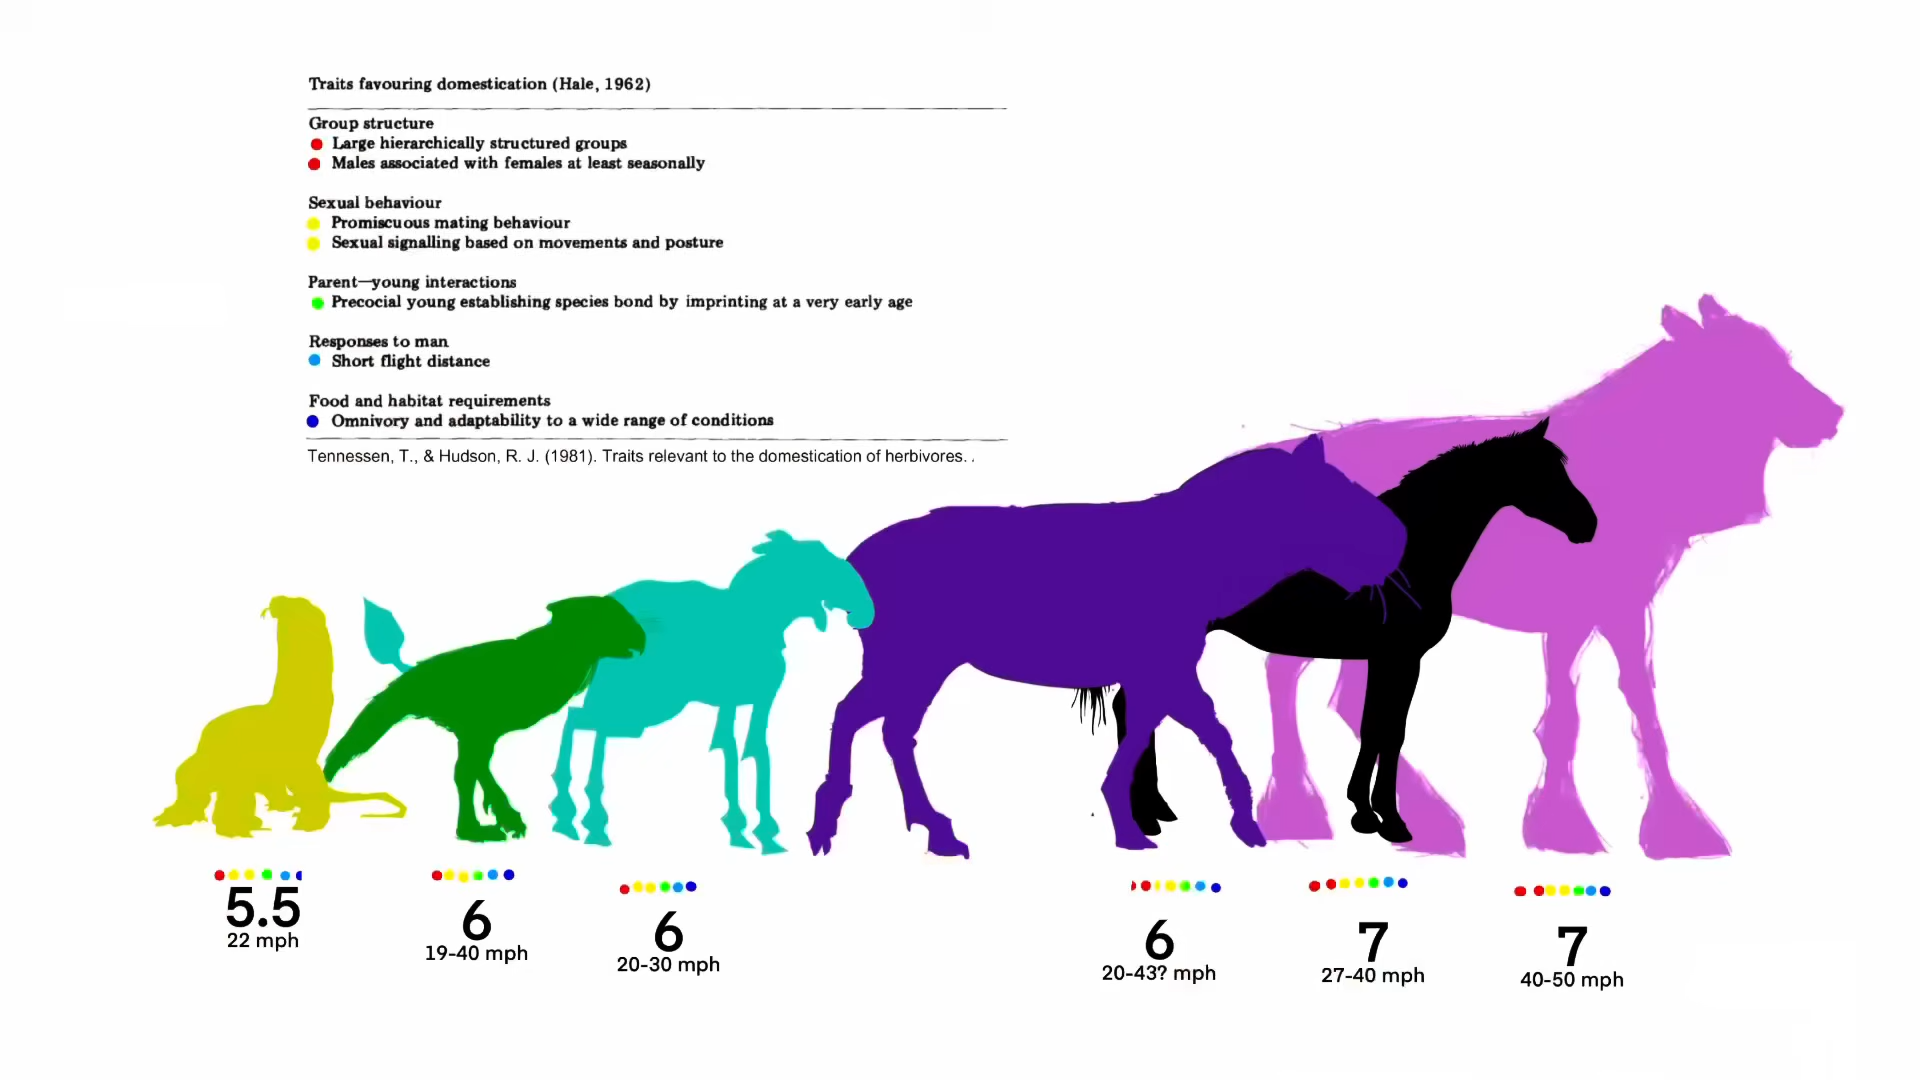 Traits favouring domestication (Hale, 1962)
Group structure
Large hierarchically structured groups
Males associated with females at least seasonally
Sexual behaviour
Promiscuous mating behaviour
Sexual signalling based on movements and posture
Parent—young interactions
Precocial young establishing species bond by imprinting at a very early age
Responses to man
Short flight distance
Food and habitat requirements
Omnivory and adaptability to a wide range of conditions
Tennessen, T., & Hudson, R. J. (1981). Traits relevant to the domestication of herbivores. .
5.5
22 mph
6
19-40 mph
6
20-30 mph
6
20-43? mph
7
27-40 mph
7
40-50 mph